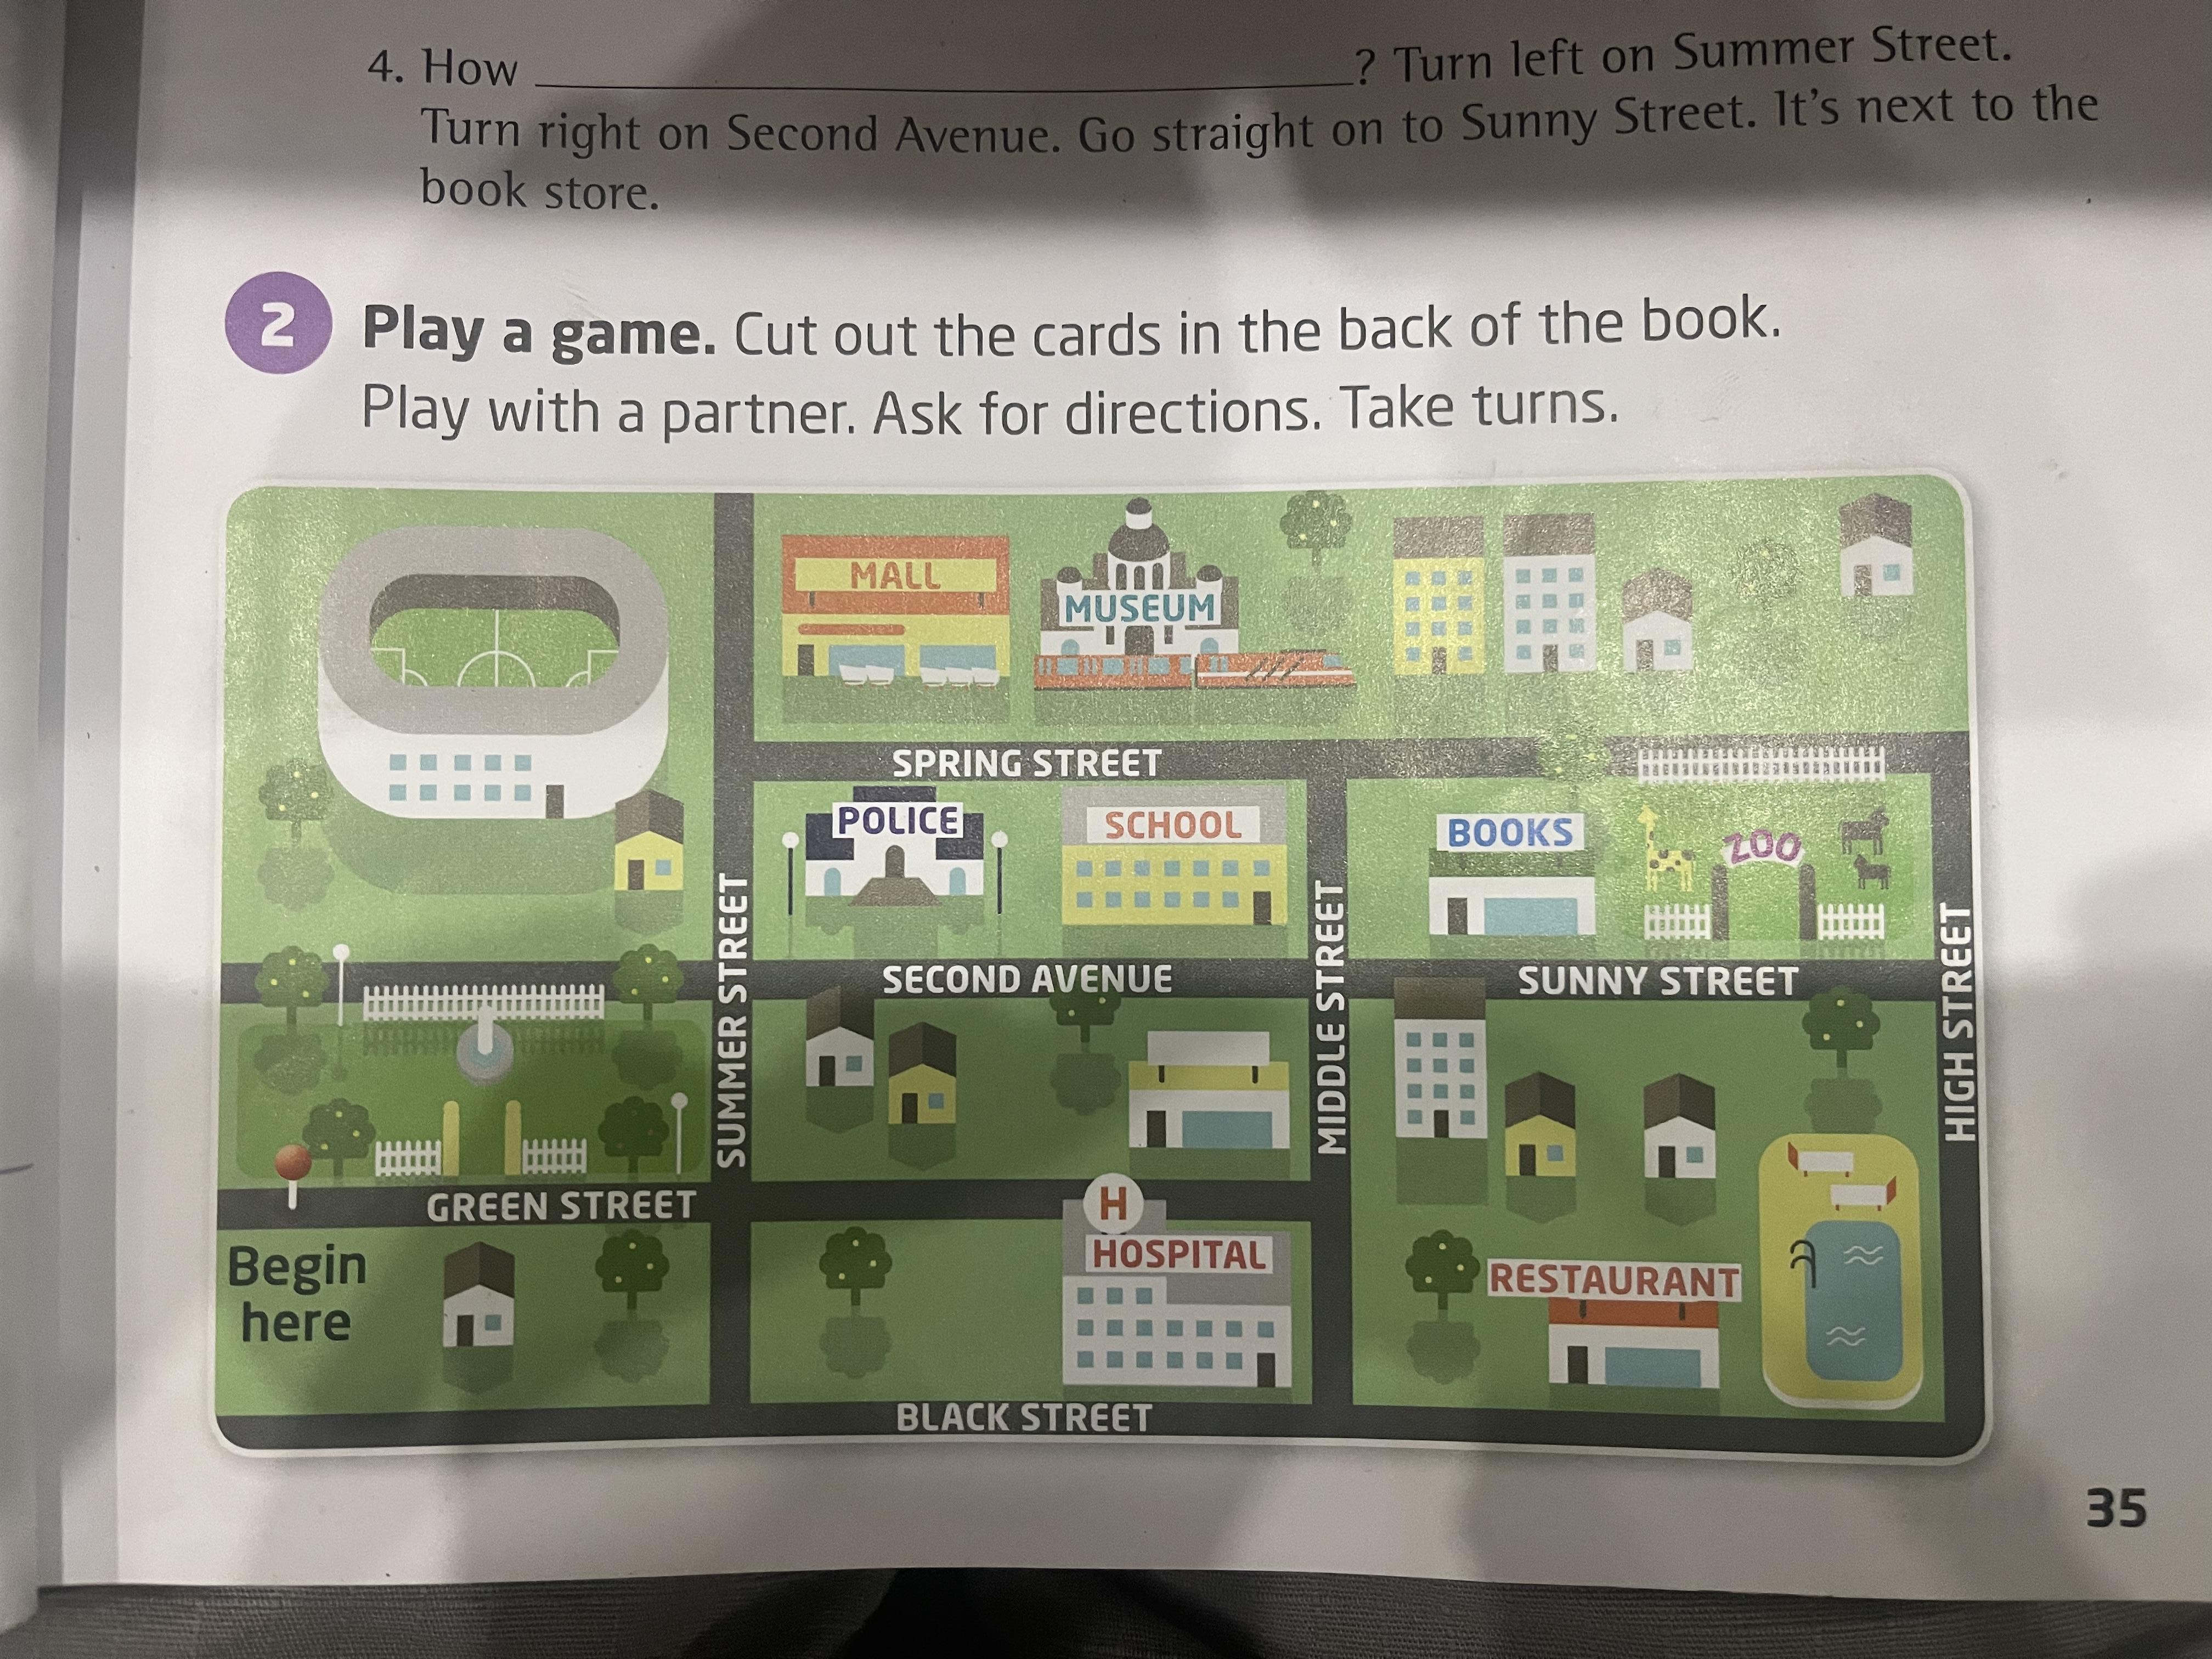 4. How ______________________? Turn left on Summer Street.
Turn right on Second Avenue. Go straight on to Sunny Street. It's next to the
book store.
2 Play a game. Cut out the cards in the back of the book.
Play with a partner. Ask for directions. Take turns.
MALL
MUSEUM
SPRING STREET
POLICE
SCHOOL
BOOKS
ZOO
SUMMER STREET
SECOND AVENUE
MIDDLE STREET
SUNNY STREET
HIGH STREET
GREEN STREET
H
HOSPITAL
Begin
here
RESTAURANT
BLACK STREET
35